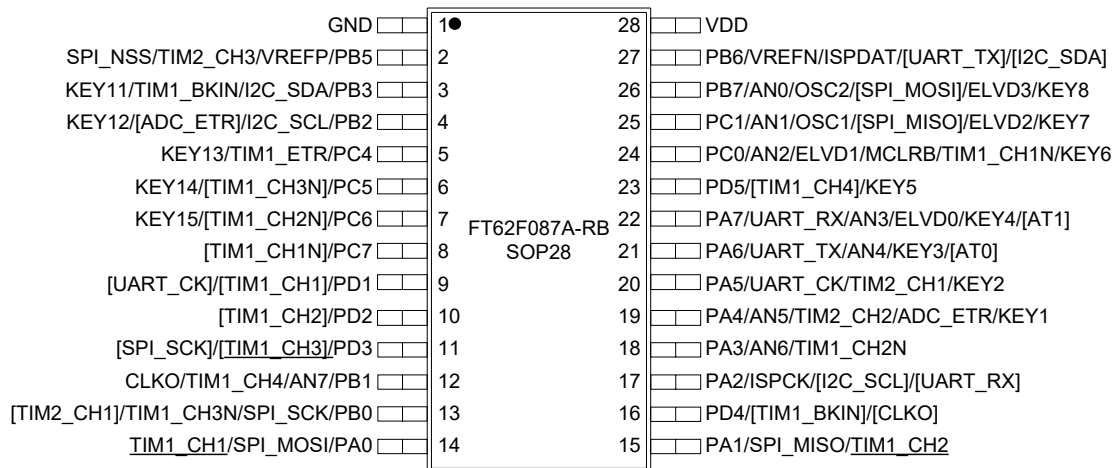 GND 1 28 VDD
SPI_NSS/TIM2_CH3/VREFP/PB5 2 27 PB6/VREFN/ISPDAT/[UART_TX]/[I2C_SDA]
KEY11/TIM1_BKIN/I2C_SDA/PB3 3 26 PB7/AN0/OSC2/[SPI_MOSI]/ELVD3/KEY8
KEY12/[ADC_ETR]/I2C_SCL/PB2 4 25 PC1/AN1/OSC1/[SPI_MISO]/ELVD2/KEY7
KEY13/TIM1_ETR/PC4 5 24 PC0/AN2/ELVD1/MCLRB/TIM1_CH1N/KEY6
KEY14/[TIM1_CH3N]/PC5 6 23 PD5/[TIM1_CH4]/KEY5
KEY15/[TIM1_CH2N]/PC6 7 22 PA7/UART_RX/AN3/ELVD0/KEY4/[AT1]
FT62F087A-RB
[TIM1_CH1N]/PC7 8 21 PA6/UART_TX/AN4/KEY3/[AT0]
SOP28
[UART_CK]/[TIM1_CH1]/PD1 9 20 PA5/UART_CK/TIM2_CH1/KEY2
[TIM1_CH2]/PD2 10 19 PA4/AN5/TIM2_CH2/ADC_ETR/KEY1
[SPI_SCK]/[TIM1_CH3]/PD3 11 18 PA3/AN6/TIM1_CH2N
CLKO/TIM1_CH4/AN7/PB1 12 17 PA2/ISPCK/[I2C_SCL]/[UART_RX]
[TIM2_CH1]/TIM1_CH3N/SPI_SCK/PB0 13 16 PD4/[TIM1_BKIN]/[CLKO]
TIM1_CH1/SPI_MOSI/PA0 14 15 PA1/SPI_MISO/TIM1_CH2